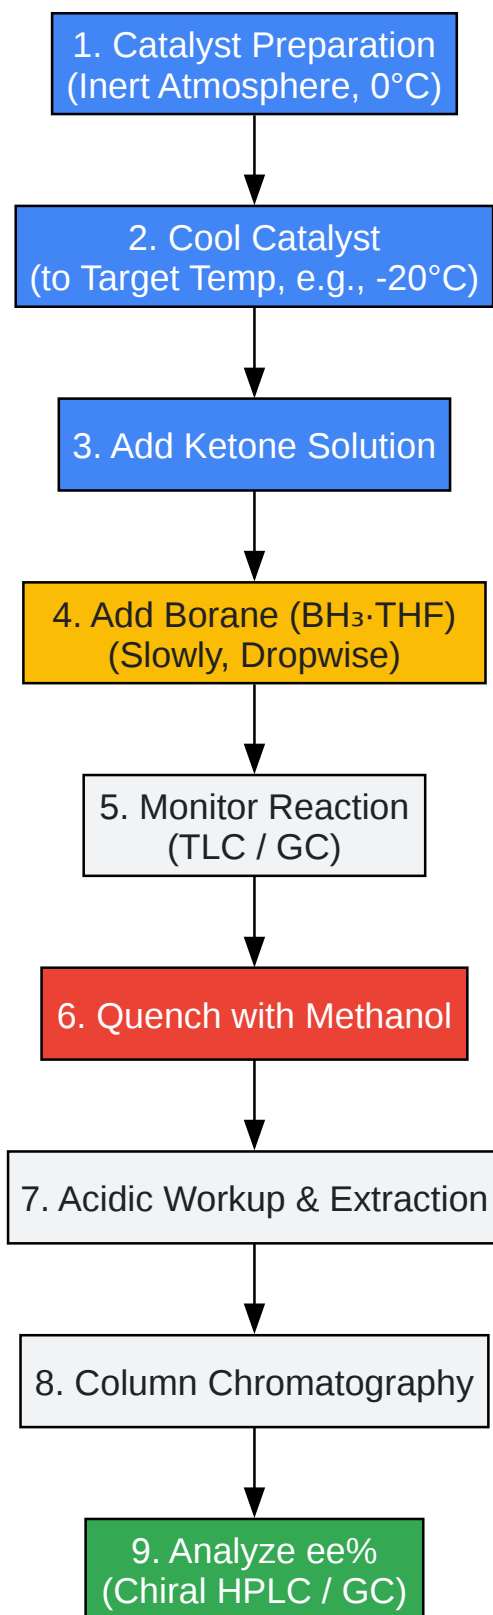 1. Catalyst Preparation
(Inert Atmosphere, 0°C)
2. Cool Catalyst
(to Target Temp, e.g., -20°C)
3. Add Ketone Solution
4. Add Borane (BH₃·THF)
(Slowly, Dropwise)
5. Monitor Reaction
(TLC / GC)
6. Quench with Methanol
7. Acidic Workup & Extraction
8. Column Chromatography
9. Analyze ee%
(Chiral HPLC / GC)